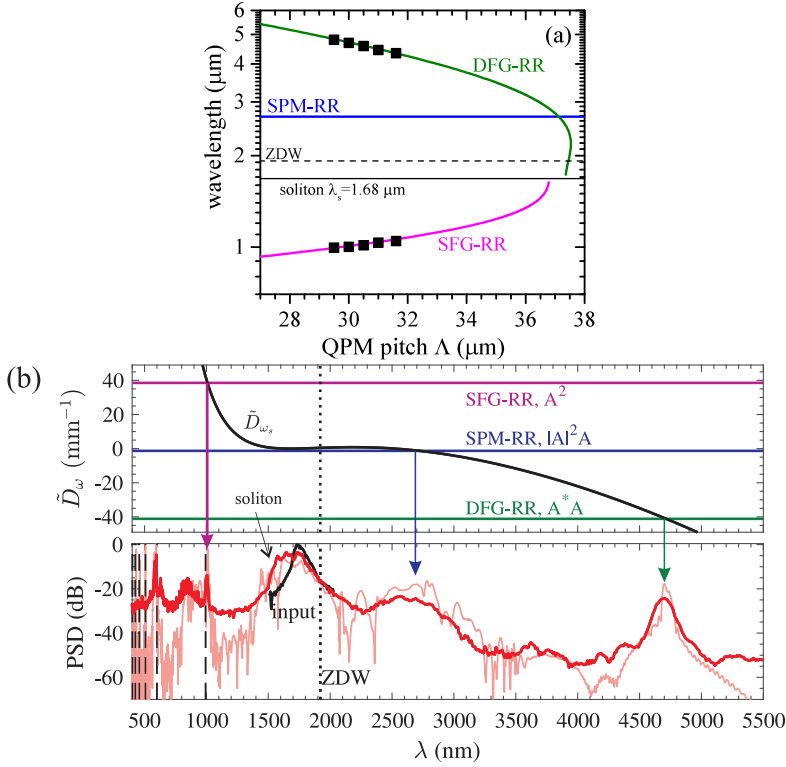 (a)
6
5
4
3
2
1
wavelength (μm)
DFG-RR
SPM-RR
ZDW
soliton λs=1.68 μm
SFG-RR
28 30 32 34 36 38
QPM pitch Λ (μm)
(b)
40
20
0
-20
-40
D̃ω (mm⁻¹)
D̃ωs
SFG-RR, A²
SPM-RR, |A|²A
DFG-RR, A*A
0
-20
-40
-60
PSD (dB)
soliton
input
ZDW
500 1000 1500 2000 2500 3000 3500 4000 4500 5000 5500
λ (nm)